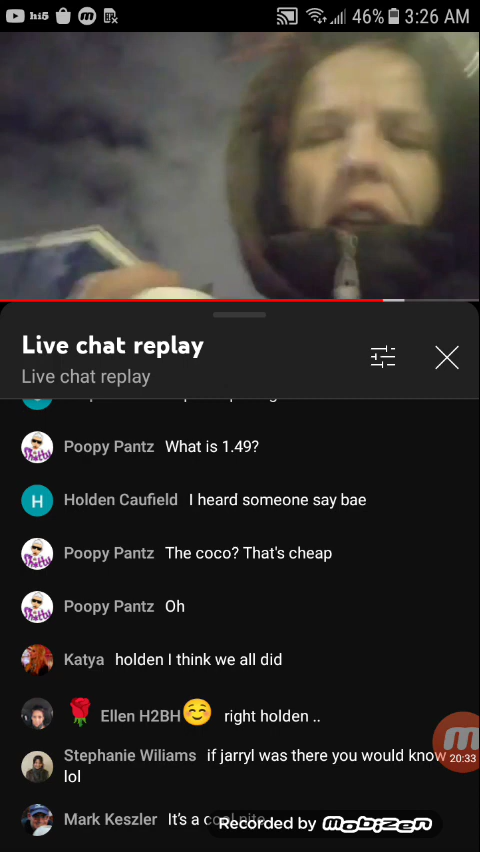 hi5
46% 3:26 AM
Live chat replay
Live chat replay
Poopy Pantz What is 1.49?
H Holden Caufield I heard someone say bae
Poopy Pantz The coco? That's cheap
Poopy Pantz Oh
Katya holden I think we all did
🌹 Ellen H2BH☺️ right holden ..
Stephanie Wiliams if jarryl was there you would know
lol
20:33
Mark Keszler It's a
Recorded by mobizen